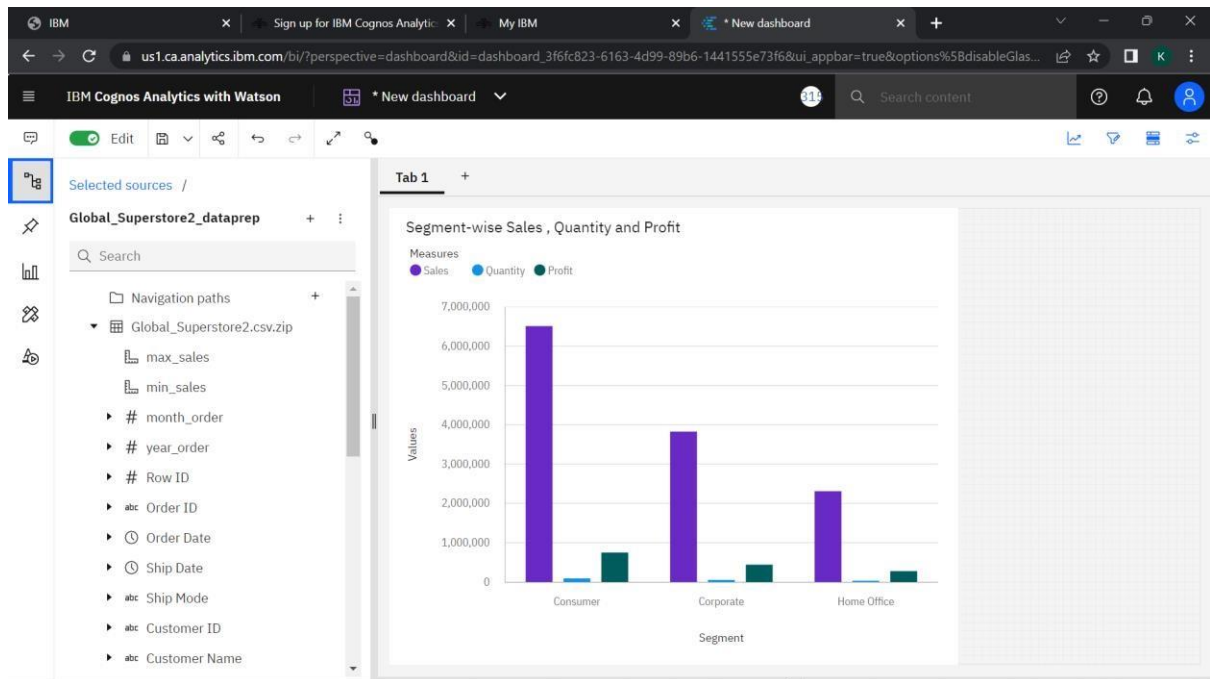 IBM
Sign up for IBM Cognos Analytic
My IBM
* New dashboard
us1.ca.analytics.ibm.com/bi/?perspective=dashboard&id=dashboard_3f6fc823-6163-4d99-89b6-1441555e73f6&ui_appbar=true&options%5BdisableGlas...
K
IBM Cognos Analytics with Watson
* New dashboard
315
Search content
Edit
Selected sources /
Tab 1 +
Global_Superstore2_dataprep
Search
Navigation paths
Global_Superstore2.csv.zip
max_sales
min_sales
# month_order
# year_order
# Row ID
abc Order ID
Order Date
Ship Date
abc Ship Mode
abc Customer ID
abc Customer Name
Segment-wise Sales , Quantity and Profit
Measures
Sales Quantity Profit
7,000,000
6,000,000
5,000,000
4,000,000
3,000,000
2,000,000
1,000,000
0
Values
Consumer Corporate Home Office
Segment